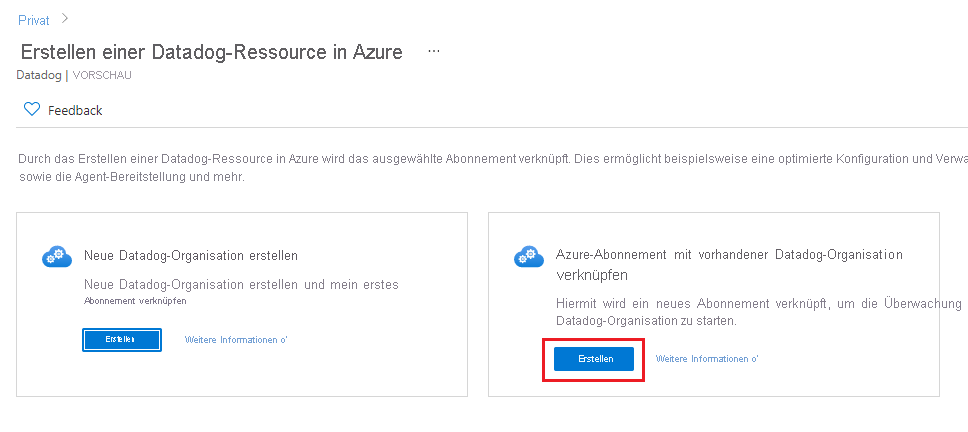 Privat
Erstellen einer Datadog-Ressource in Azure ...
Datadog | VORSCHAU
Feedback
Durch das Erstellen einer Datadog-Ressource in Azure wird das ausgewählte Abonnement verknüpft. Dies ermöglicht beispielsweise eine optimierte Konfiguration und Verwa
sowie die Agent-Bereitstellung und mehr.
Neue Datadog-Organisation erstellen
Neue Datadog-Organisation erstellen und mein erstes
Abonnement verknüpfen
Erstellen
Weitere Informationen o'
Azure-Abonnement mit vorhandener Datadog-Organisation
verknüpfen
Hiermit wird ein neues Abonnement verknüpft, um die Überwachung
Datadog-Organisation zu starten.
Erstellen
Weitere Informationen o'